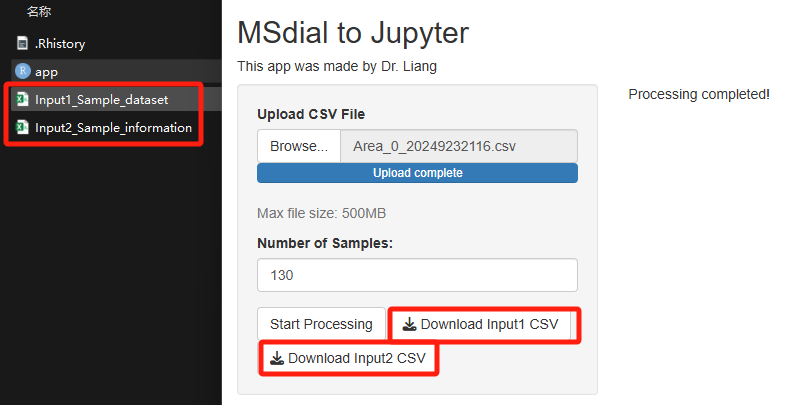 名称
.Rhistory
app
Input1_Sample_dataset
Input2_Sample_information
MSdial to Jupyter
This app was made by Dr. Liang
Upload CSV File
Browse... Area_0_20249232116.csv
Upload complete
Max file size: 500MB
Number of Samples:
130
Start Processing Download Input1 CSV
Download Input2 CSV
Processing completed!